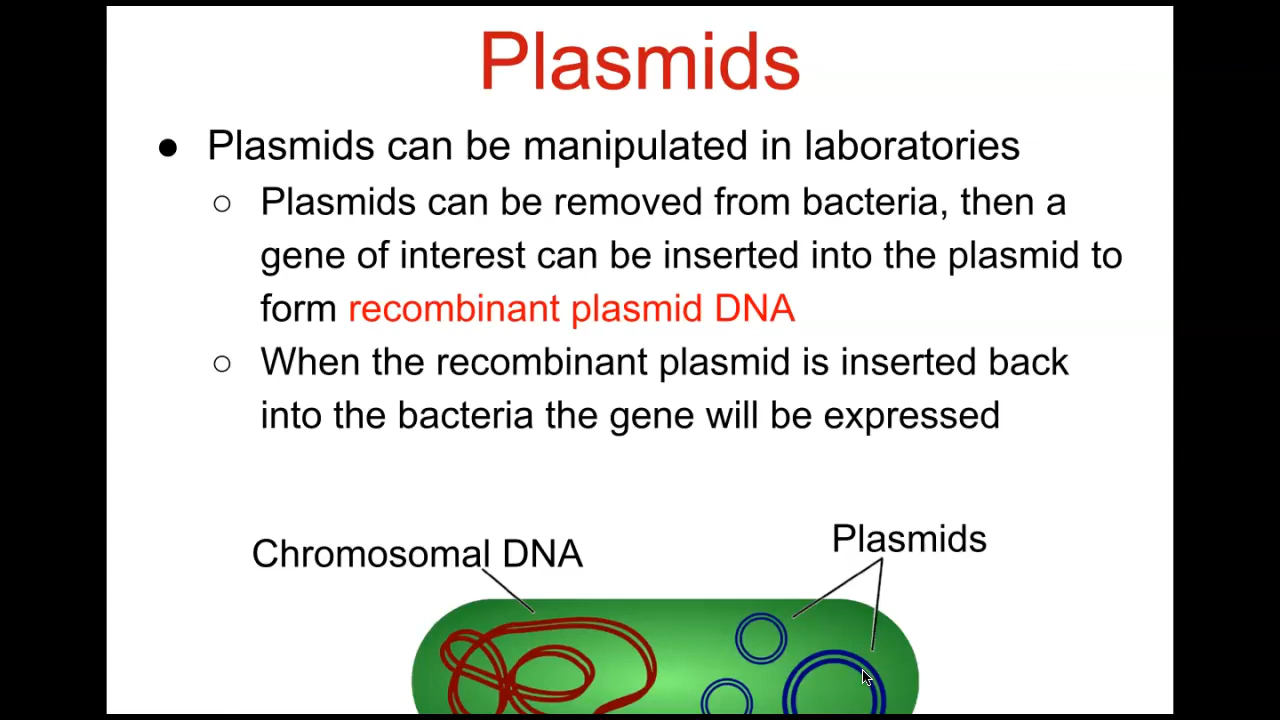 Plasmids
● Plasmids can be manipulated in laboratories
○ Plasmids can be removed from bacteria, then a
gene of interest can be inserted into the plasmid to
form recombinant plasmid DNA
○ When the recombinant plasmid is inserted back
into the bacteria the gene will be expressed
Chromosomal DNA
Plasmids